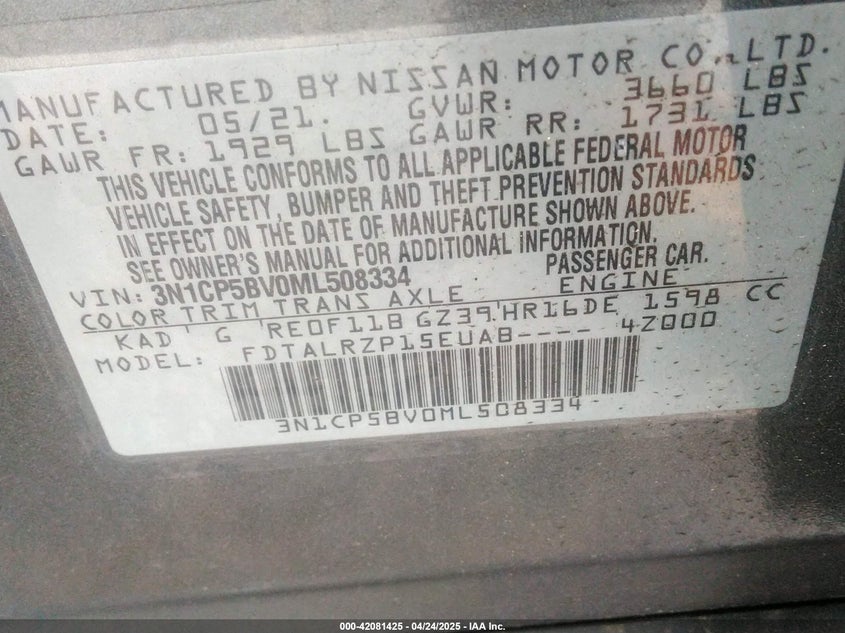 MANUFACTURED BY NISSAN MOTOR CO., LTD.
DATE: 05/21. GVWR: 3660 LBS
GAWR FR: 1929 LBS GAWR RR: 1731 LBS
THIS VEHICLE CONFORMS TO ALL APPLICABLE FEDERAL MOTOR
VEHICLE SAFETY, BUMPER AND THEFT PREVENTION STANDARDS
IN EFFECT ON THE DATE OF MANUFACTURE SHOWN ABOVE.
SEE OWNER'S MANUAL FOR ADDITIONAL INFORMATION.
VIN: 3N1CP5BV0ML508334 PASSENGER CAR.
COLOR TRIM TRANS AXLE ENGINE
KAD G RE0F11B GZ39 HR16DE 1598 CC
MODEL: FDTALRZP15EUAB---- 4Z000
3N1CP5BV0ML508334
000-42081425 - 04/24/2025 - IAA Inc.